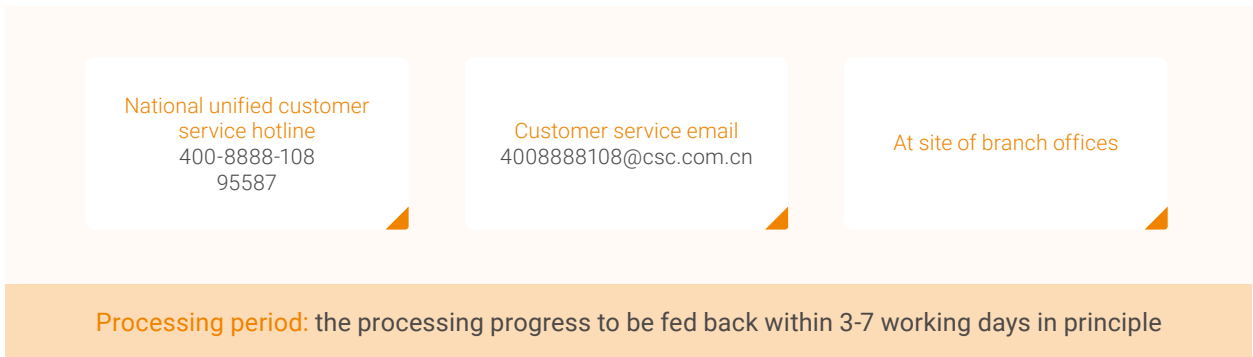 National unified customer
service hotline
400-8888-108
95587
Customer service email
4008888108@csc.com.cn
At site of branch offices
Processing period: the processing progress to be fed back within 3-7 working days in principle